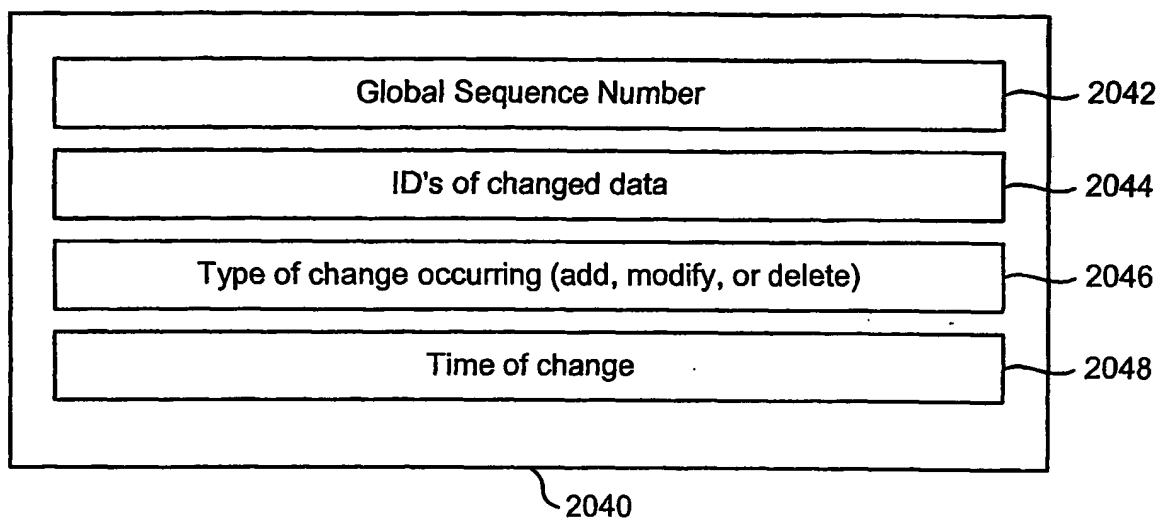 Global Sequence Number 2042
ID's of changed data 2044
Type of change occurring (add, modify, or delete) 2046
Time of change 2048
2040